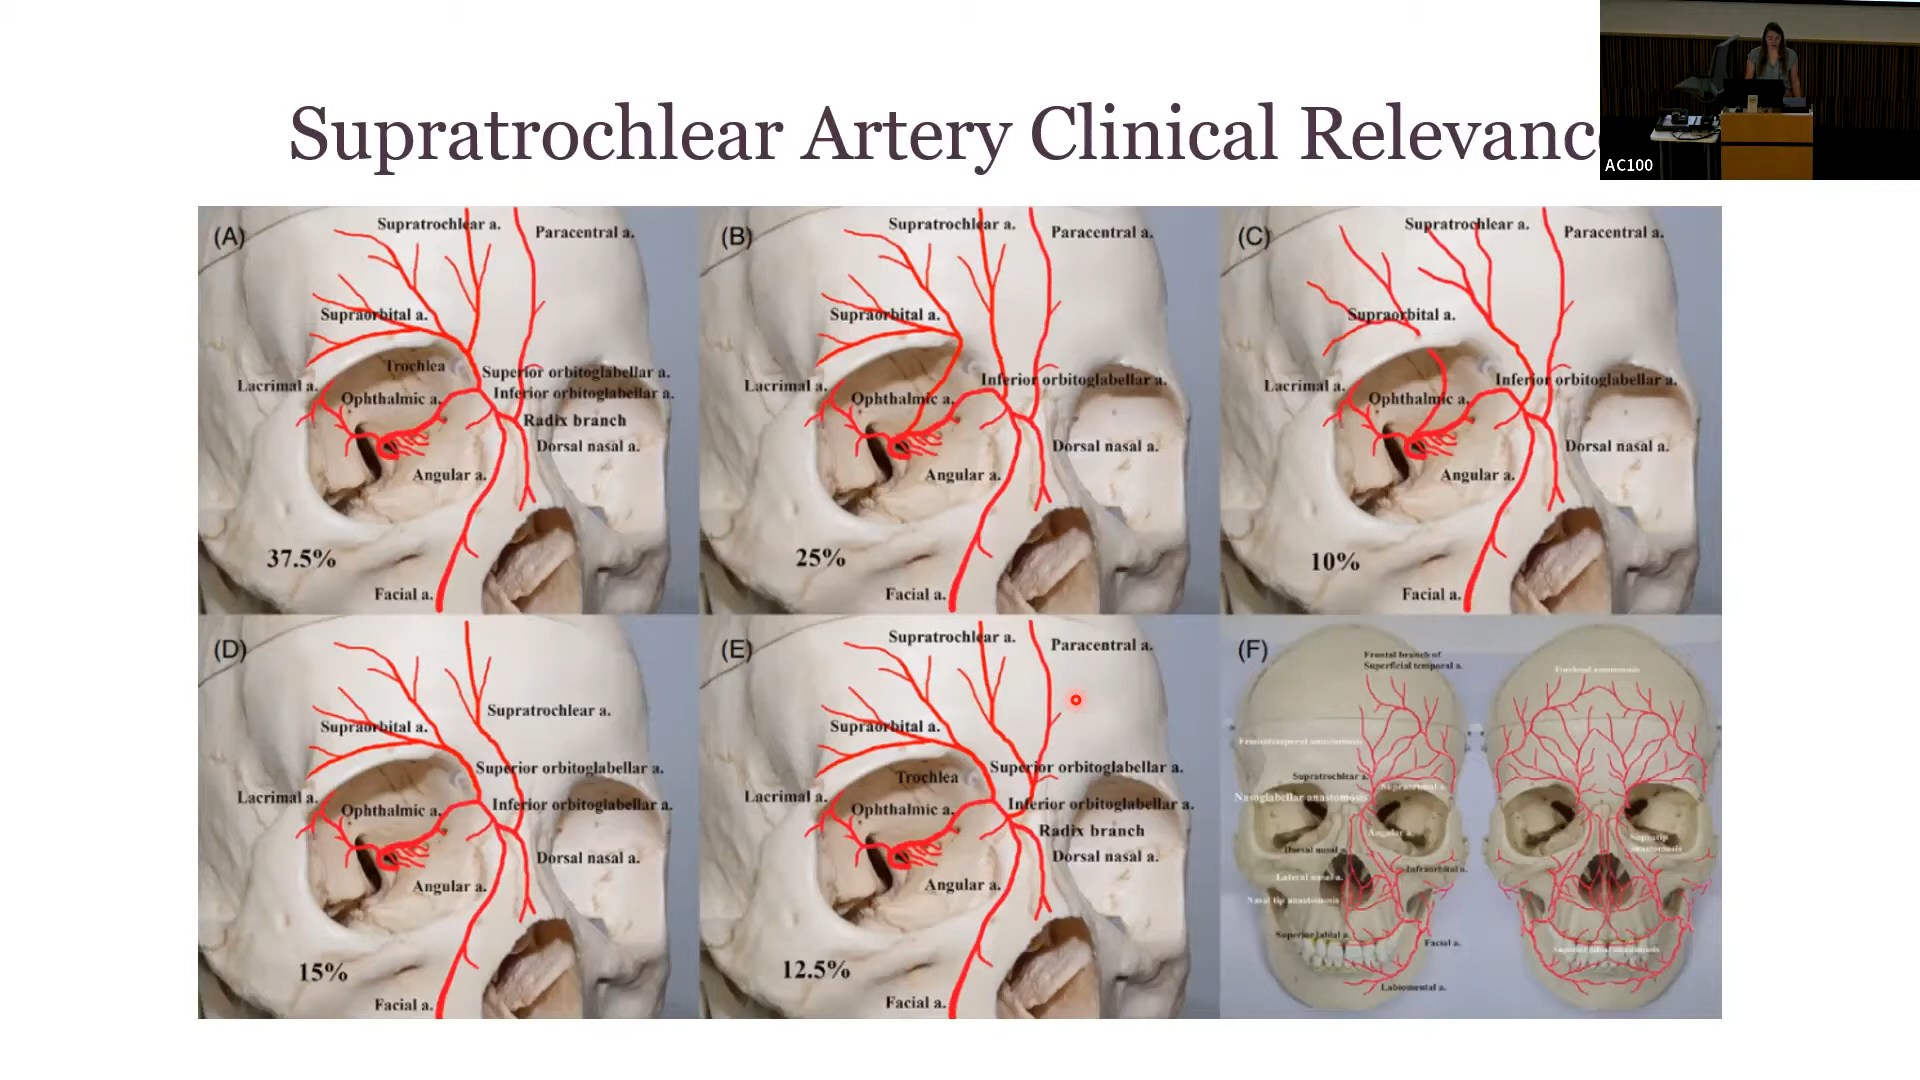 Supratrochlear Artery Clinical Relevanc
AC100
(A)
Supratrochlear a.
Paracentral a.
Supraorbital a.
Trochlea
Superior orbitoglabellar a.
Lacrimal a.
Inferior orbitoglabellar a.
Ophthalmic a.
Radix branch
Dorsal nasal a.
Angular a.
37.5%
Facial a.
(B)
Supratrochlear a.
Paracentral a.
Supraorbital a.
Inferior orbitoglabellar a.
Lacrimal a.
Ophthalmic a.
Dorsal nasal a.
Angular a.
25%
Facial a.
(C)
Supratrochlear a.
Paracentral a.
Supraorbital a.
Inferior orbitoglabellar a.
Lacrimal a.
Ophthalmic a.
Dorsal nasal a.
Angular a.
10%
Facial a.
(D)
Supratrochlear a.
Supraorbital a.
Superior orbitoglabellar a.
Lacrimal a.
Inferior orbitoglabellar a.
Ophthalmic a.
Dorsal nasal a.
Angular a.
15%
Facial a.
(E)
Supratrochlear a.
Paracentral a.
Supraorbital a.
Superior orbitoglabellar a.
Trochlea
Lacrimal a.
Inferior orbitoglabellar a.
Ophthalmic a.
Radix branch
Dorsal nasal a.
Angular a.
12.5%
Facial a.
(F)
Frontal branch of
Superficial temporal a.
Forehead anastomosis
Supratrochlear a.
Supraorbital a.
Nasoglabellar anastomosis
Angular a.
Dorsal nasal a.
Infraorbital a.
Lateral nasal a.
Nasal tip anastomosis
Superior labial a.
Facial a.
Labiomental a.